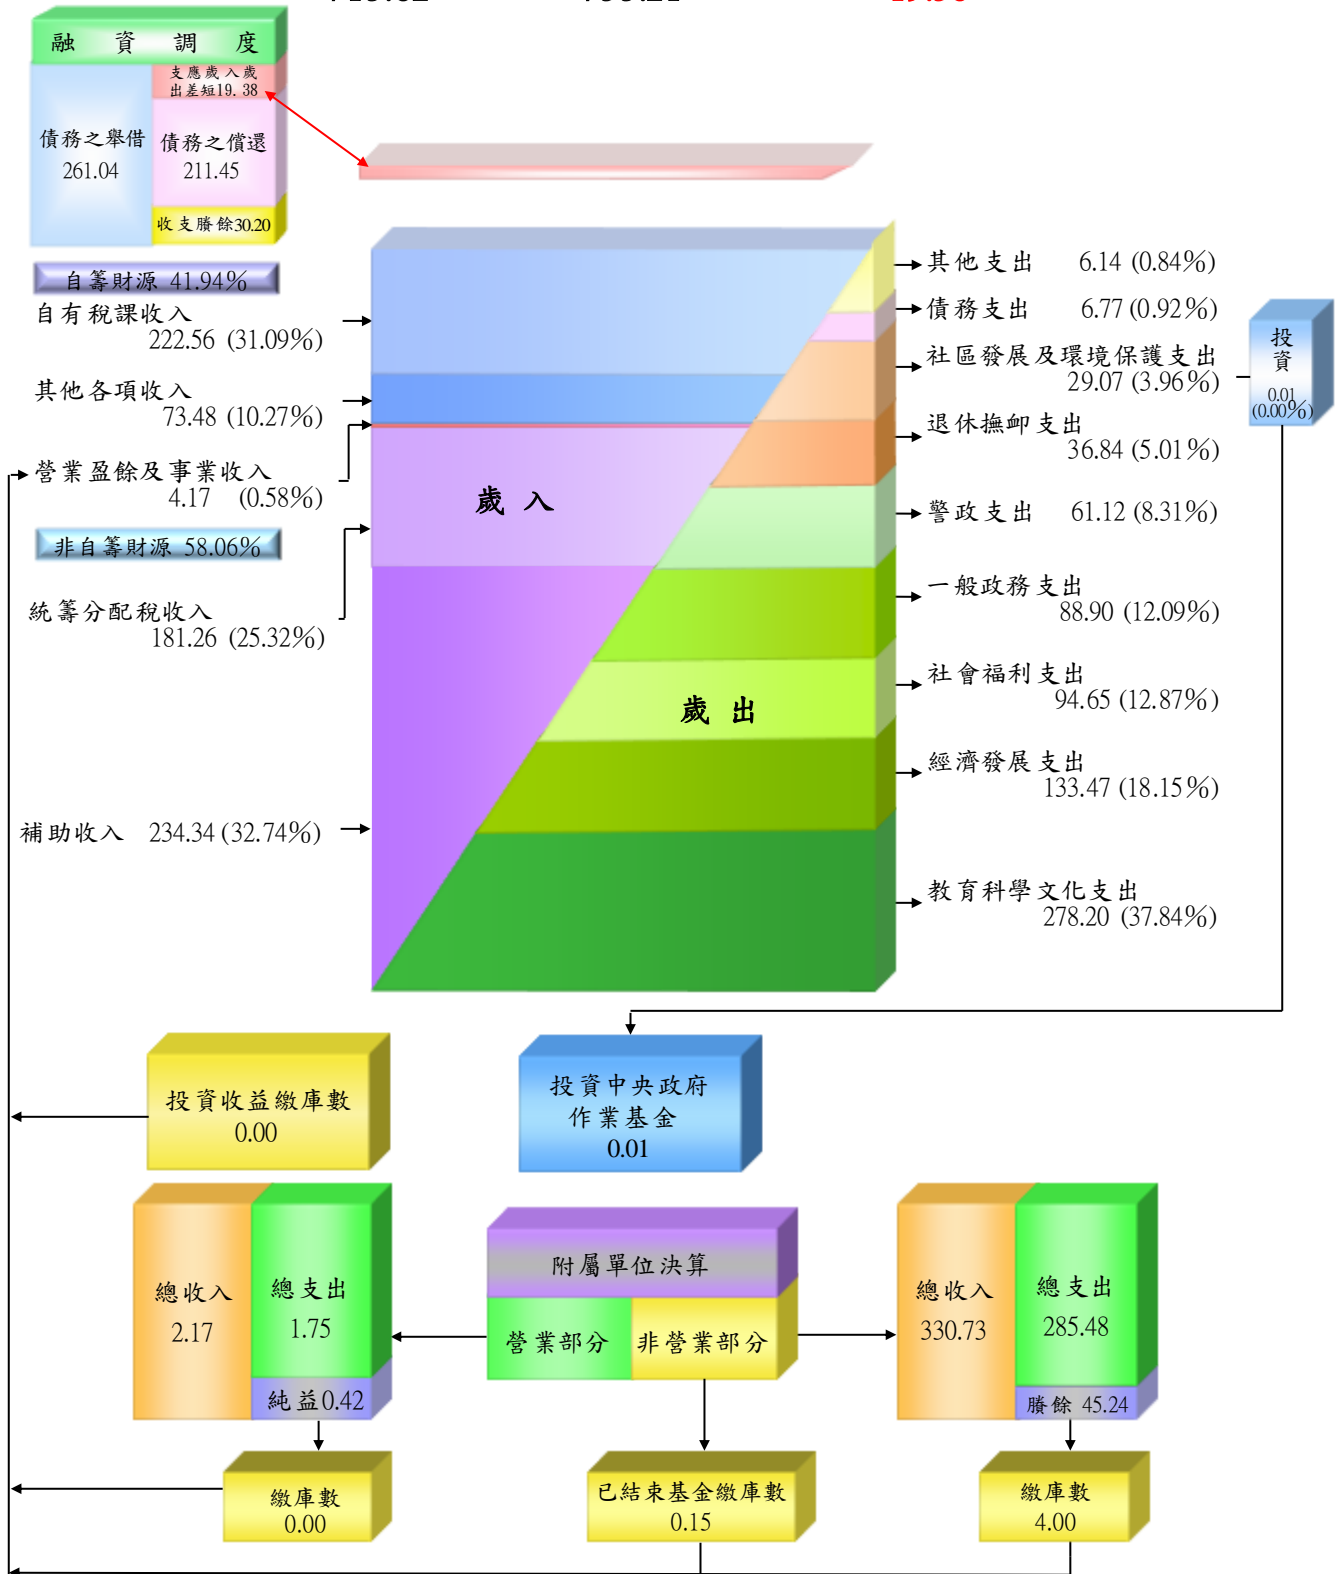 融資調度
支應歲入歲
出差短19.38
債務之舉借
261.04
債務之償還
211.45
收支賸餘30.20
自籌財源 41.94%
自有稅課收入
222.56 (31.09%)
其他各項收入
73.48 (10.27%)
營業盈餘及事業收入
4.17 (0.58%)
非自籌財源 58.06%
統籌分配稅收入
181.26 (25.32%)
補助收入 234.34 (32.74%)
歲入
歲出
其他支出 6.14 (0.84%)
債務支出 6.77 (0.92%)
社區發展及環境保護支出
29.07 (3.96%)
退休撫卹支出
36.84 (5.01%)
警政支出 61.12 (8.31%)
一般政務支出
88.90 (12.09%)
社會福利支出
94.65 (12.87%)
經濟發展支出
133.47 (18.15%)
教育科學文化支出
278.20 (37.84%)
投
資
0.01
(0.00%)
投資收益繳庫數
0.00
投資中央政府
作業基金
0.01
總收入
2.17
總支出
1.75
純益0.42
附屬單位決算
營業部分
非營業部分
總收入
330.73
總支出
285.48
賸餘 45.24
繳庫數
0.00
已結束基金繳庫數
0.15
繳庫數
4.00